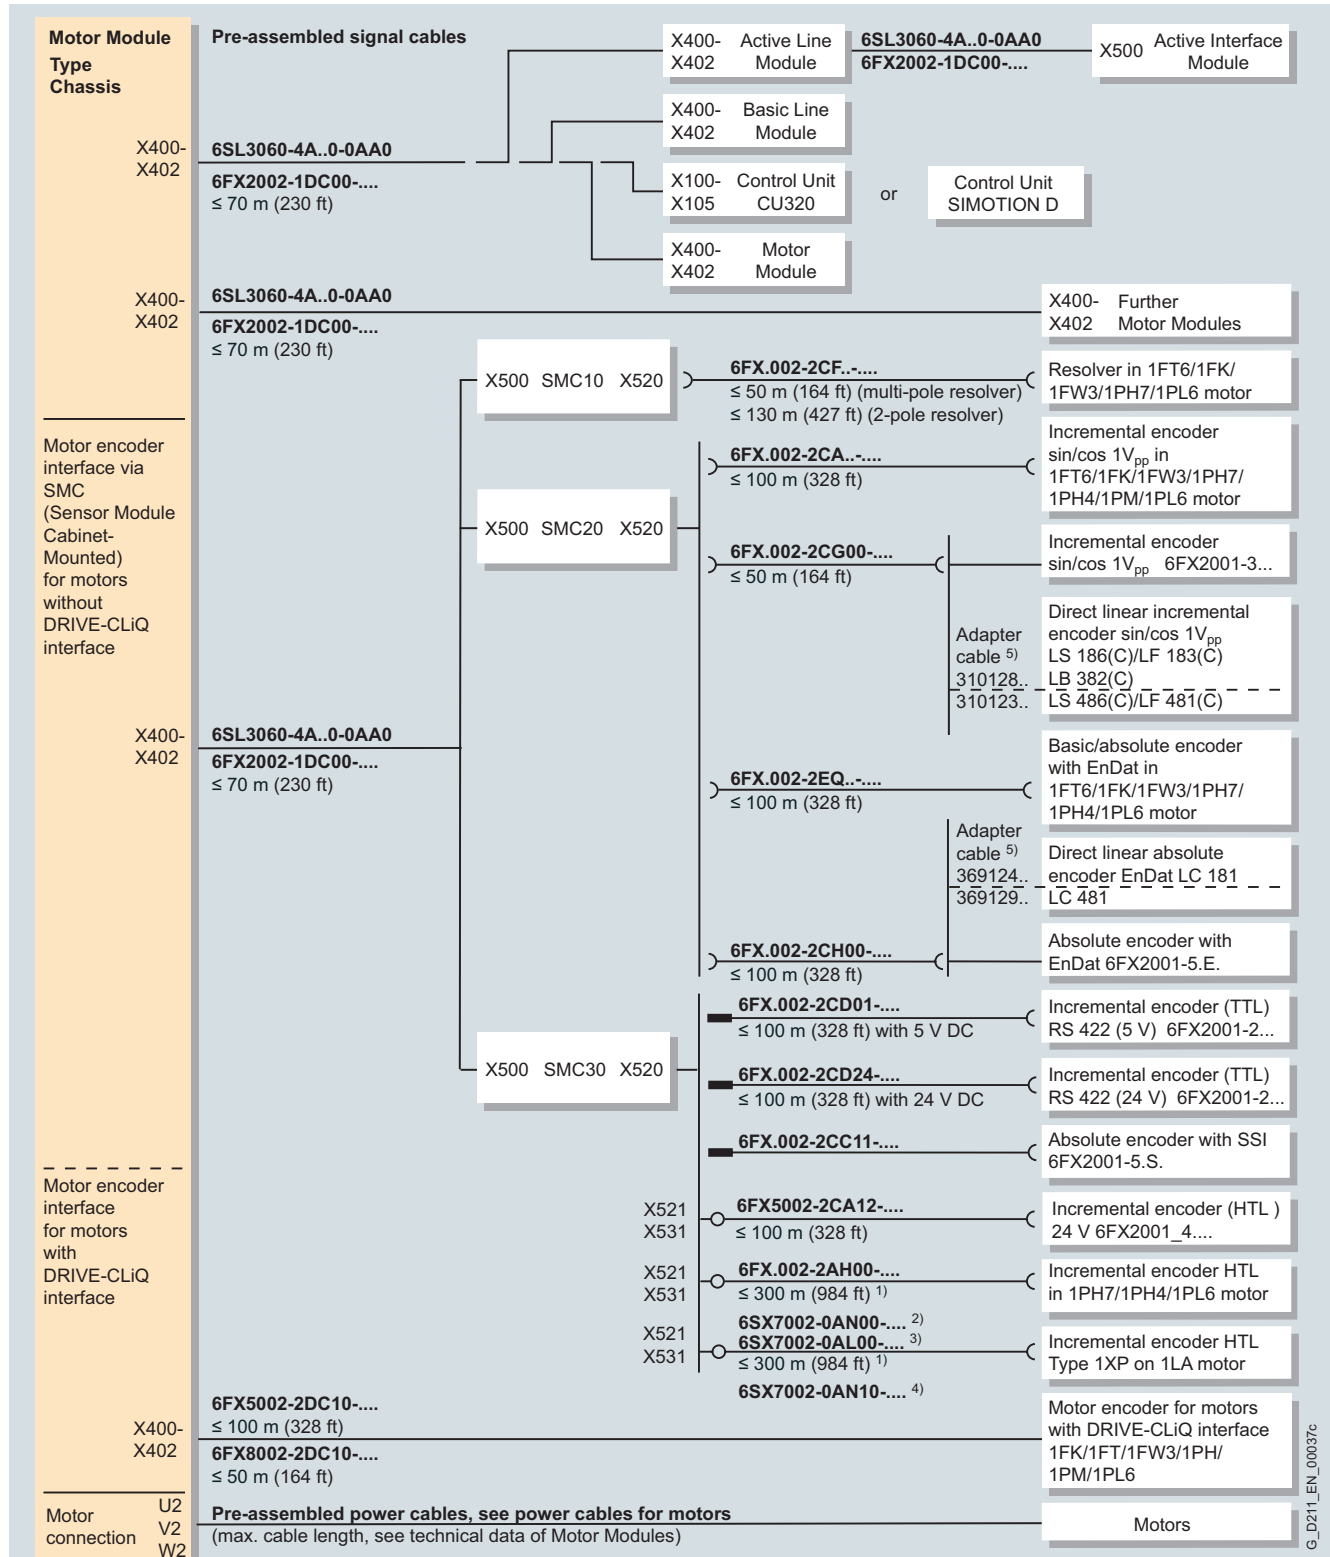 Motor Module
Type
Chassis
Pre-assembled signal cables
X400-
X402
6SL3060-4A..0-0AA0
6FX2002-1DC00-....
≤ 70 m (230 ft)
X400- Active Line
X402 Module
6SL3060-4A..0-0AA0
6FX2002-1DC00-....
X500 Active Interface
Module
X400- Basic Line
X402 Module
X100- Control Unit
X105 CU320
or
Control Unit
SIMOTION D
X400- Motor
X402 Module
X400-
X402
6SL3060-4A..0-0AA0
6FX2002-1DC00-....
≤ 70 m (230 ft)
X400- Further
X402 Motor Modules
Motor encoder
interface via
SMC
(Sensor Module
Cabinet-
Mounted)
for motors
without
DRIVE-CLiQ
interface
X400-
X402
6SL3060-4A..0-0AA0
6FX2002-1DC00-....
≤ 70 m (230 ft)
X500 SMC10 X520
6FX.002-2CF..-....
≤ 50 m (164 ft) (multi-pole resolver)
≤ 130 m (427 ft) (2-pole resolver)
Resolver in 1FT6/1FK/
1FW3/1PH7/1PL6 motor
X500 SMC20 X520
6FX.002-2CA..-....
≤ 100 m (328 ft)
Incremental encoder
sin/cos 1Vpp in
1FT6/1FK/1FW3/1PH7/
1PH4/1PM/1PL6 motor
6FX.002-2CG00-....
≤ 50 m (164 ft)
Incremental encoder
sin/cos 1Vpp 6FX2001-3...
Adapter
cable 5)
310128..
310123..
Direct linear incremental
encoder sin/cos 1Vpp
LS 186(C)/LF 183(C)
LB 382(C)
LS 486(C)/LF 481(C)
6FX.002-2EQ..-....
≤ 100 m (328 ft)
Basic/absolute encoder
with EnDat in
1FT6/1FK/1FW3/1PH7/
1PH4/1PL6 motor
Adapter
cable 5)
369124..
369129..
Direct linear absolute
encoder EnDat LC 181
LC 481
6FX.002-2CH00-....
≤ 100 m (328 ft)
Absolute encoder with
EnDat 6FX2001-5.E.
X500 SMC30 X520
6FX.002-2CD01-....
≤ 100 m (328 ft) with 5 V DC
Incremental encoder (TTL)
RS 422 (5 V) 6FX2001-2...
6FX.002-2CD24-....
≤ 100 m (328 ft) with 24 V DC
Incremental encoder (TTL)
RS 422 (24 V) 6FX2001-2...
6FX.002-2CC11-....
Absolute encoder with SSI
6FX2001-5.S.
X521
X531
6FX5002-2CA12-....
≤ 100 m (328 ft)
Incremental encoder (HTL )
24 V 6FX2001_4....
X521
X531
6FX.002-2AH00-....
≤ 300 m (984 ft) 1)
Incremental encoder HTL
in 1PH7/1PH4/1PL6 motor
X521
X531
6SX7002-0AN00-.... 2)
6SX7002-0AL00-.... 3)
≤ 300 m (984 ft) 1)
6SX7002-0AN10-.... 4)
Incremental encoder HTL
Type 1XP on 1LA motor
Motor encoder
interface
for motors
with
DRIVE-CLiQ
interface
X400-
X402
6FX5002-2DC10-....
≤ 100 m (328 ft)
6FX8002-2DC10-....
≤ 50 m (164 ft)
Motor encoder for motors
with DRIVE-CLiQ interface
1FK/1FT/1FW3/1PH/
1PM/1PL6
Motor
connection
U2
V2
W2
Pre-assembled power cables, see power cables for motors
(max. cable length, see technical data of Motor Modules)
Motors
G_D211_EN_00037c